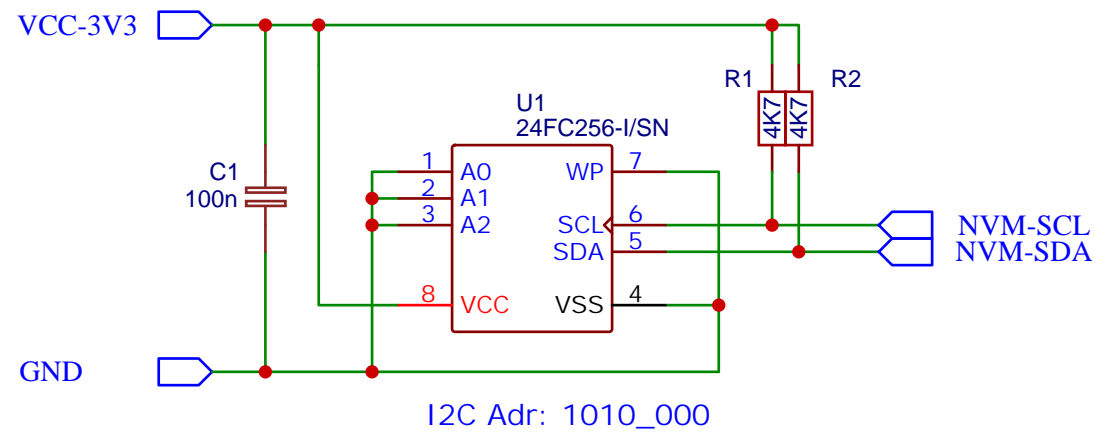 VCC-3V3
R1
R2
4K7
4K7
U1
24FC256-I/SN
C1
100n
1
A0
WP
7
2
A1
3
A2
SCL
6
SDA
5
NVM-SCL
NVM-SDA
8
VCC
VSS
4
GND
I2C Adr: 1010_000